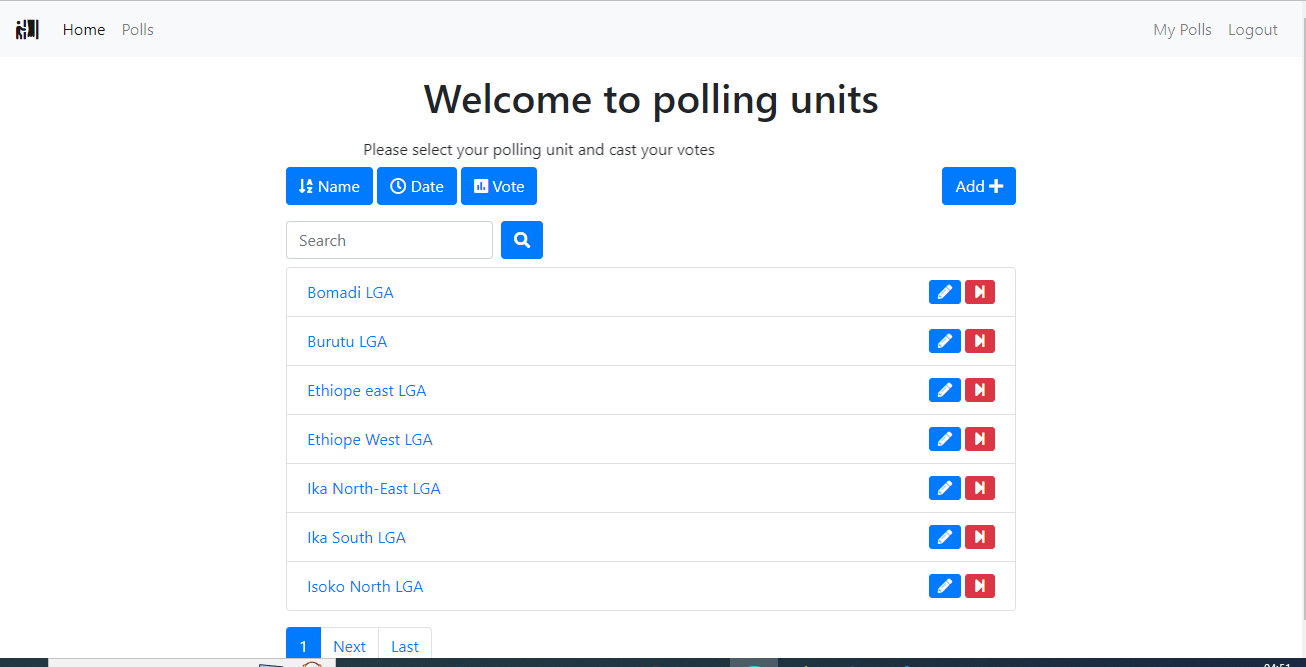 Home Polls My Polls Logout
Welcome to polling units
Please select your polling unit and cast your votes
Name Date Vote Add
Search
Bomadi LGA
Burutu LGA
Ethiope east LGA
Ethiope West LGA
Ika North-East LGA
Ika South LGA
Isoko North LGA
1 Next Last